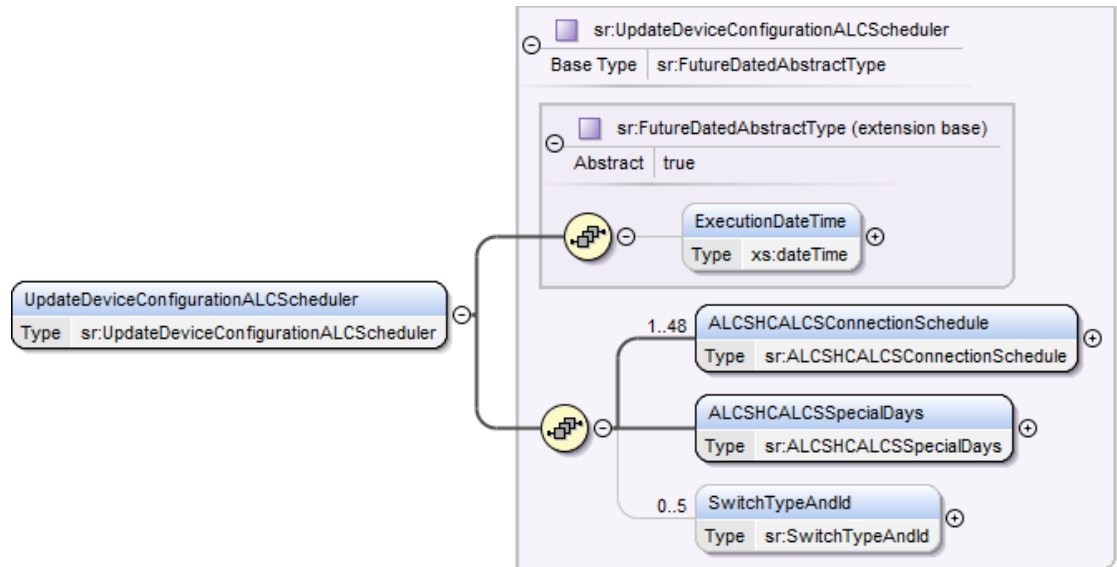 sr:UpdateDeviceConfigurationALCScheduler
Base Type sr:FutureDatedAbstractType
sr:FutureDatedAbstractType (extension base)
Abstract true
ExecutionDateTime
Type xs:dateTime
UpdateDeviceConfigurationALCScheduler
Type sr:UpdateDeviceConfigurationALCScheduler
1..48 ALCSHCALCSConnectionSchedule
Type sr:ALCSHCALCSConnectionSchedule
ALCSHCALCSSpecialDays
Type sr:ALCSHCALCSSpecialDays
0..5 SwitchTypeAndId
Type sr:SwitchTypeAndId